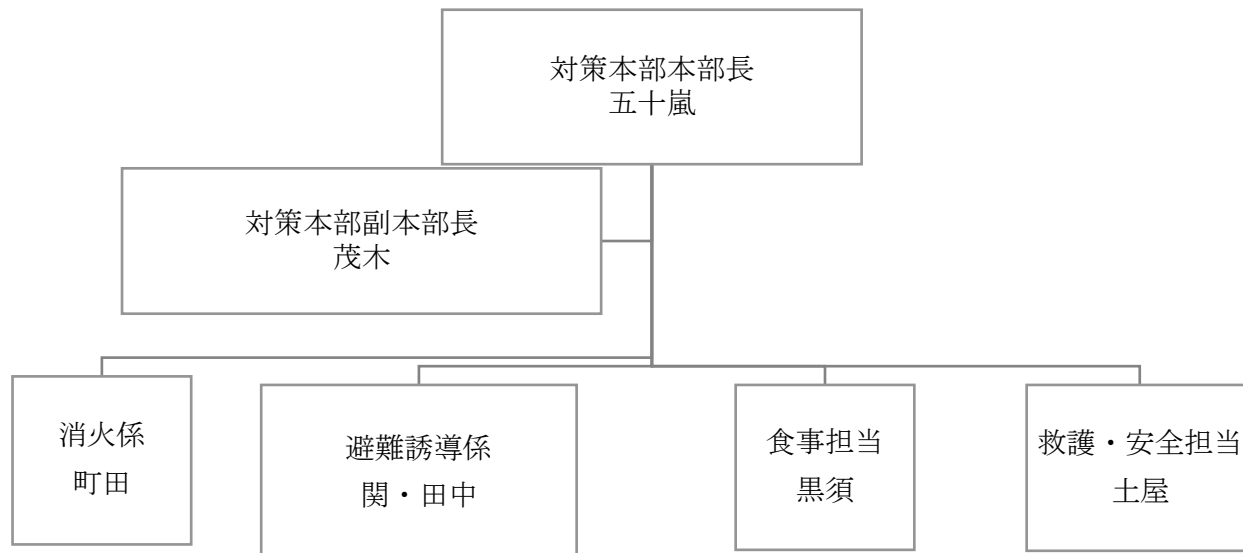 対策本部本部長
五十嵐
対策本部副本部長
茂木
消火係
町田
避難誘導係
関・田中
食事担当
黒須
救護・安全担当
土屋